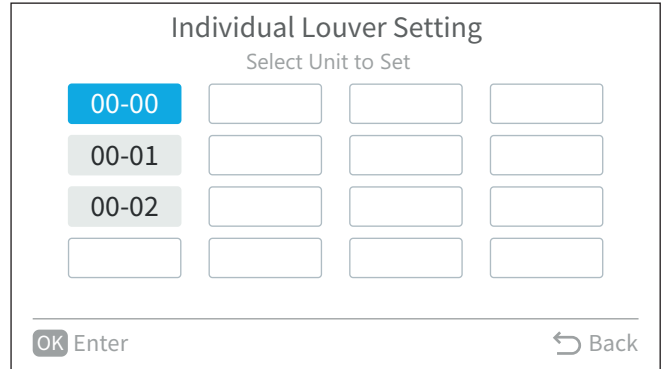 Individual Louver Setting
Select Unit to Set
00-00
00-01
00-02
OK Enter
Back